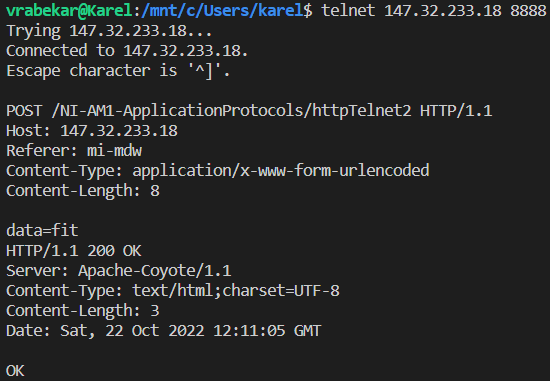 vrabekar@Karel:/mnt/c/Users/karel$ telnet 147.32.233.18 8888
Trying 147.32.233.18...
Connected to 147.32.233.18.
Escape character is '^]'.
POST /NI-AM1-ApplicationProtocols/httpTelnet2 HTTP/1.1
Host: 147.32.233.18
Referer: mi-mdw
Content-Type: application/x-www-form-urlencoded
Content-Length: 8
data=fit
HTTP/1.1 200 OK
Server: Apache-Coyote/1.1
Content-Type: text/html;charset=UTF-8
Content-Length: 3
Date: Sat, 22 Oct 2022 12:11:05 GMT
OK